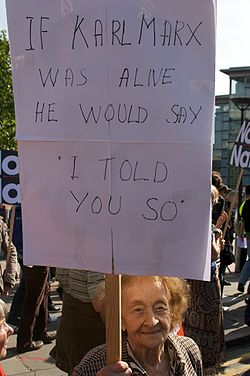 IF KARL MARX
WAS ALIVE
HE WOULD SAY
'I TOLD
YOU SO'